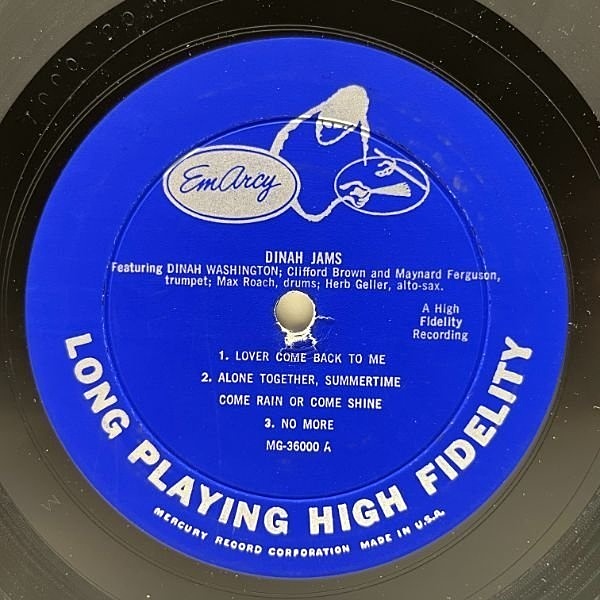 EmArcy
DINAH JAMS
Featuring DINAH WASHINGTON; Clifford Brown and Maynard Ferguson,
trumpet; Max Roach, drums; Herb Geller, alto-sax.
A High
Fidelity
Recording
1. LOVER COME BACK TO ME
2. ALONE TOGETHER, SUMMERTIME
COME RAIN OR COME SHINE
3. NO MORE
MG-36000 A
LONG PLAYING HIGH FIDELITY
MERCURY RECORD CORPORATION MADE IN U.S.A.